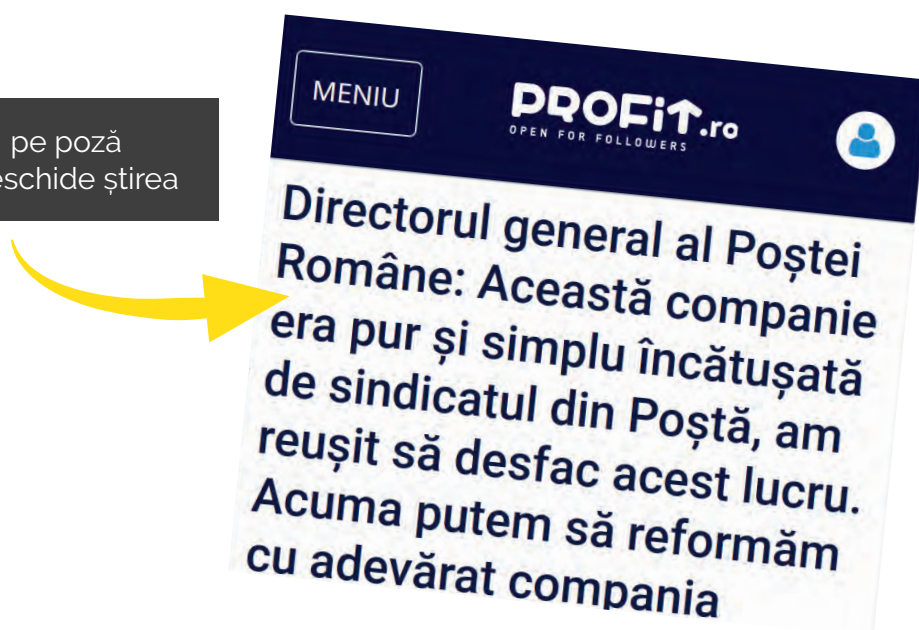 pe poză
eschide știrea
MENIU
PROFiT.ro
OPEN FOR FOLLOWERS
Directorul general al Poștei
Române: Această companie
era pur și simplu încătușată
de sindicatul din Poștă, am
reușit să desfac acest lucru.
Acuma putem să reformăm
cu adevărat compania